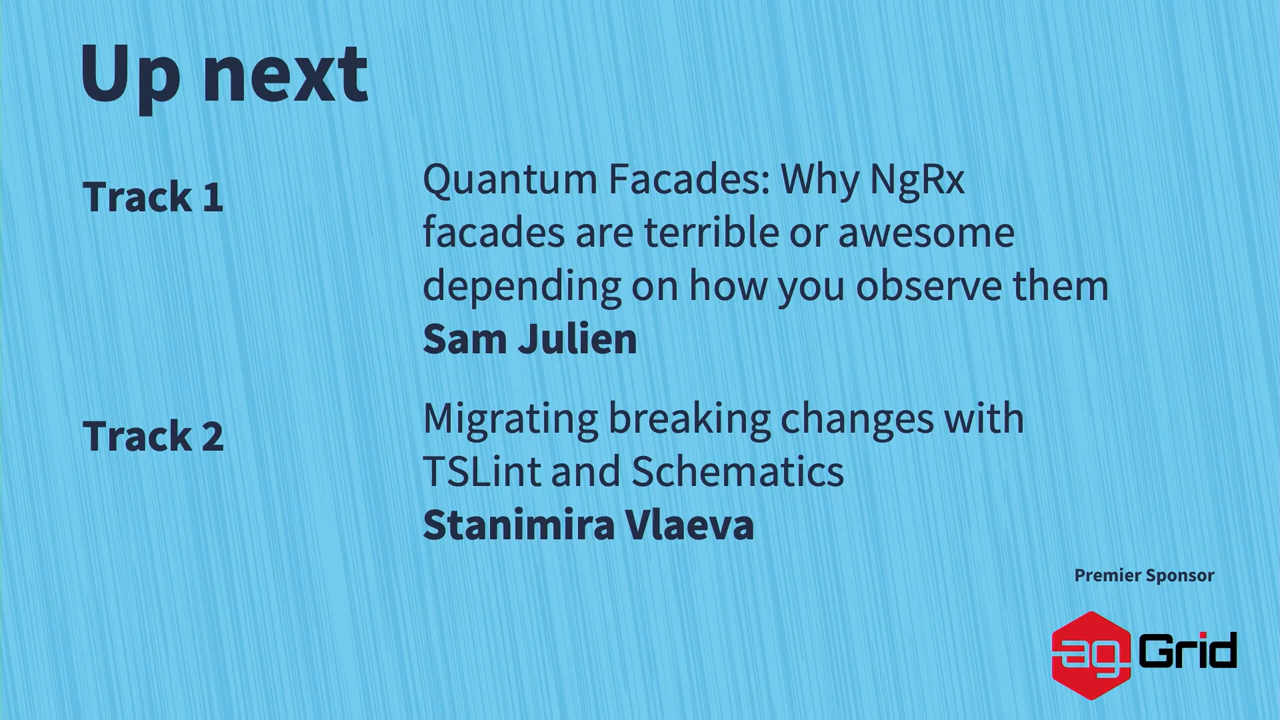 Up next
Track 1
Quantum Facades: Why NgRx
facades are terrible or awesome
depending on how you observe them
Sam Julien
Track 2
Migrating breaking changes with
TSLint and Schematics
Stanimira Vlaeva
Premier Sponsor
ag Grid